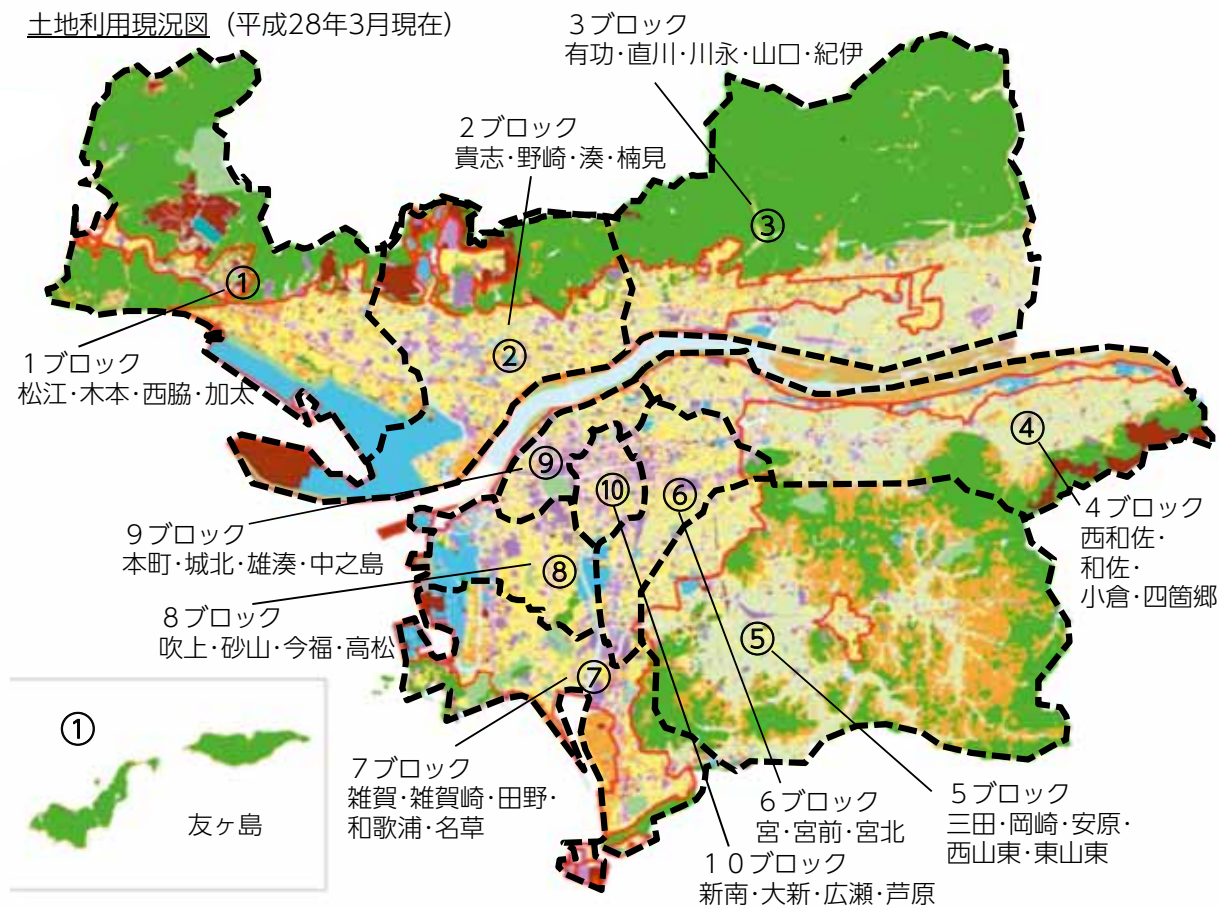 土地利用現況図（平成28年3月現在）
3ブロック
有功･直川･川永･山口･紀伊
2ブロック
貴志･野崎･湊･楠見
③
①
②
1ブロック
松江･木本･西脇･加太
④
4ブロック
西和佐･
和佐･
小倉･四箇郷
⑨
⑩
⑥
9ブロック
本町･城北･雄湊･中之島
⑧
8ブロック
吹上･砂山･今福･高松
⑤
⑦
①
友ヶ島
7ブロック
雑賀･雑賀崎･田野･
和歌浦･名草
6ブロック
宮･宮前･宮北
5ブロック
三田･岡崎･安原･
西山東･東山東
10ブロック
新南･大新･広瀬･芦原